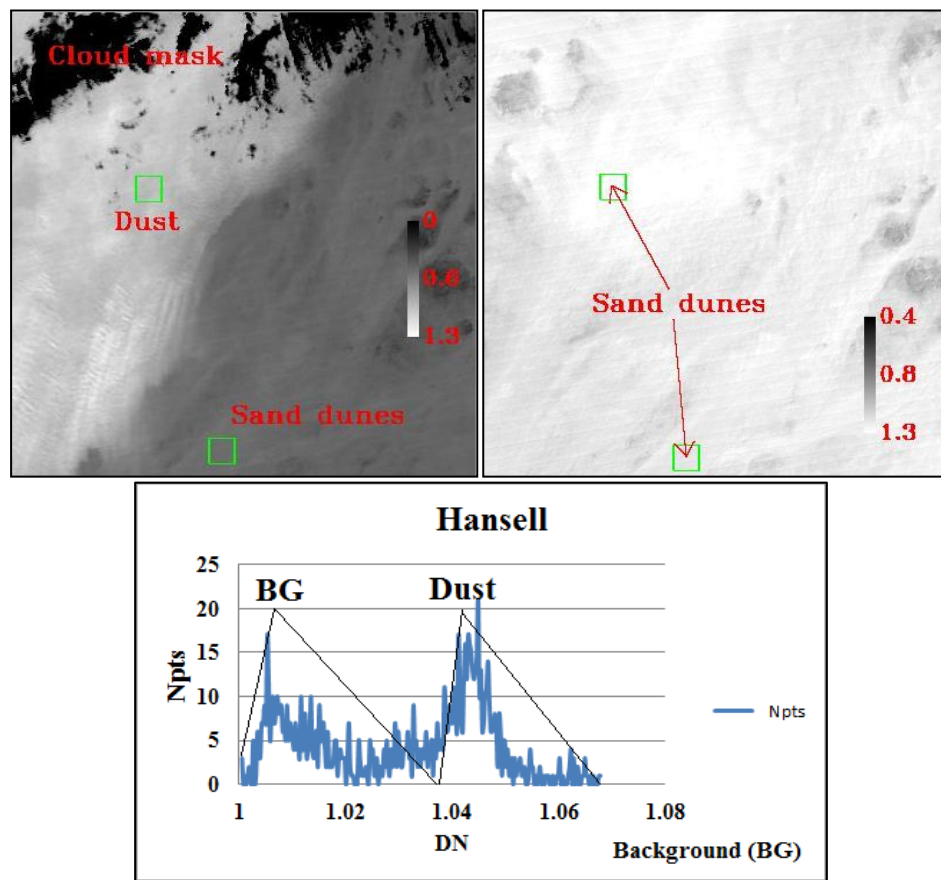 Cloud mask
Dust
0
0.6
1.3
Sand dunes
Sand dunes
0.4
0.8
1.3
Hansell
25
20
15
10
5
0
Npts
BG
Dust
Npts
1
1.02
1.04
1.06
1.08
DN
Background (BG)